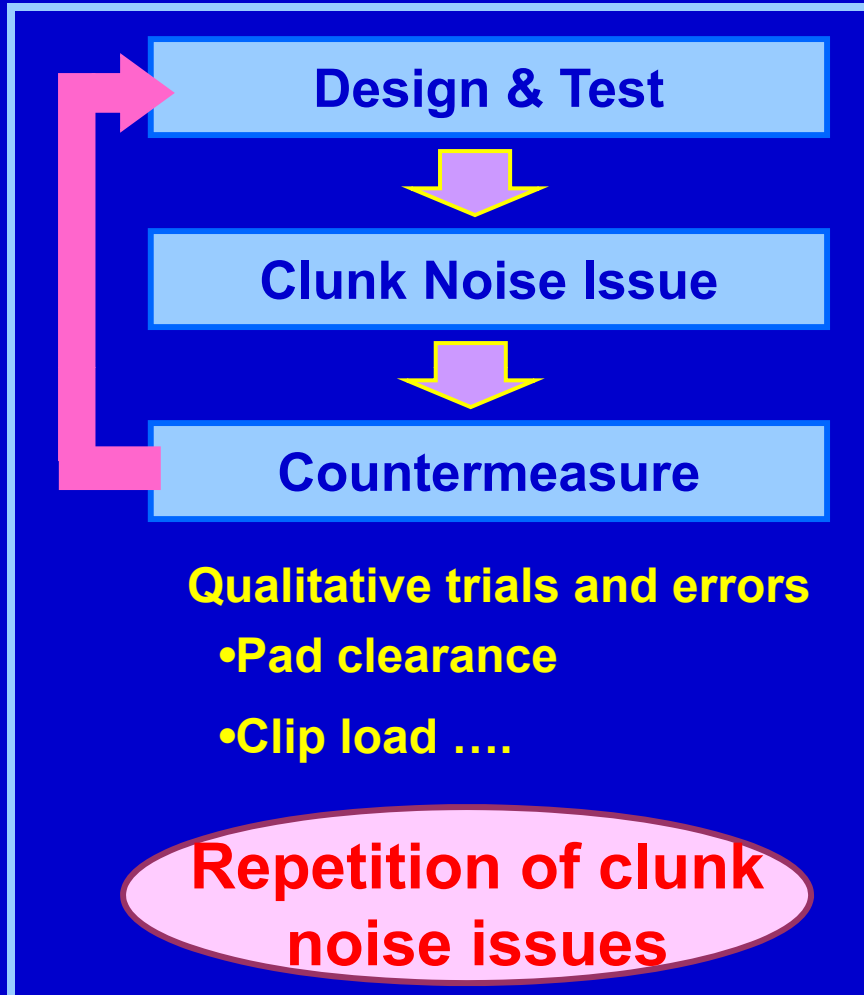 Design & Test
Clunk Noise Issue
Countermeasure
Qualitative trials and errors
•Pad clearance
•Clip load ....
Repetition of clunk
noise issues